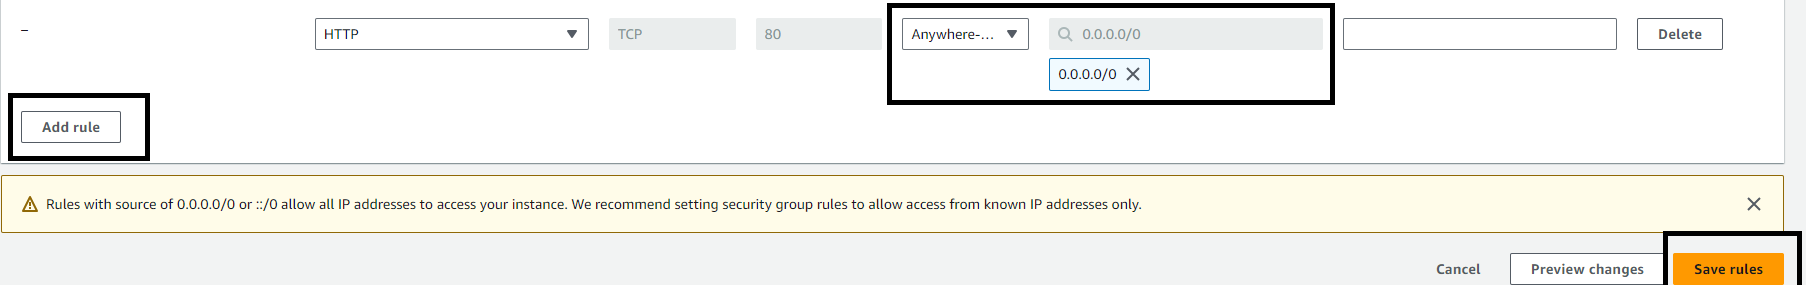 –
HTTP
TCP
80
Anywhere-...
0.0.0.0/0
Delete
0.0.0.0/0
Add rule
Rules with source of 0.0.0.0/0 or ::/0 allow all IP addresses to access your instance. We recommend setting security group rules to allow access from known IP addresses only.
Cancel
Preview changes
Save rules